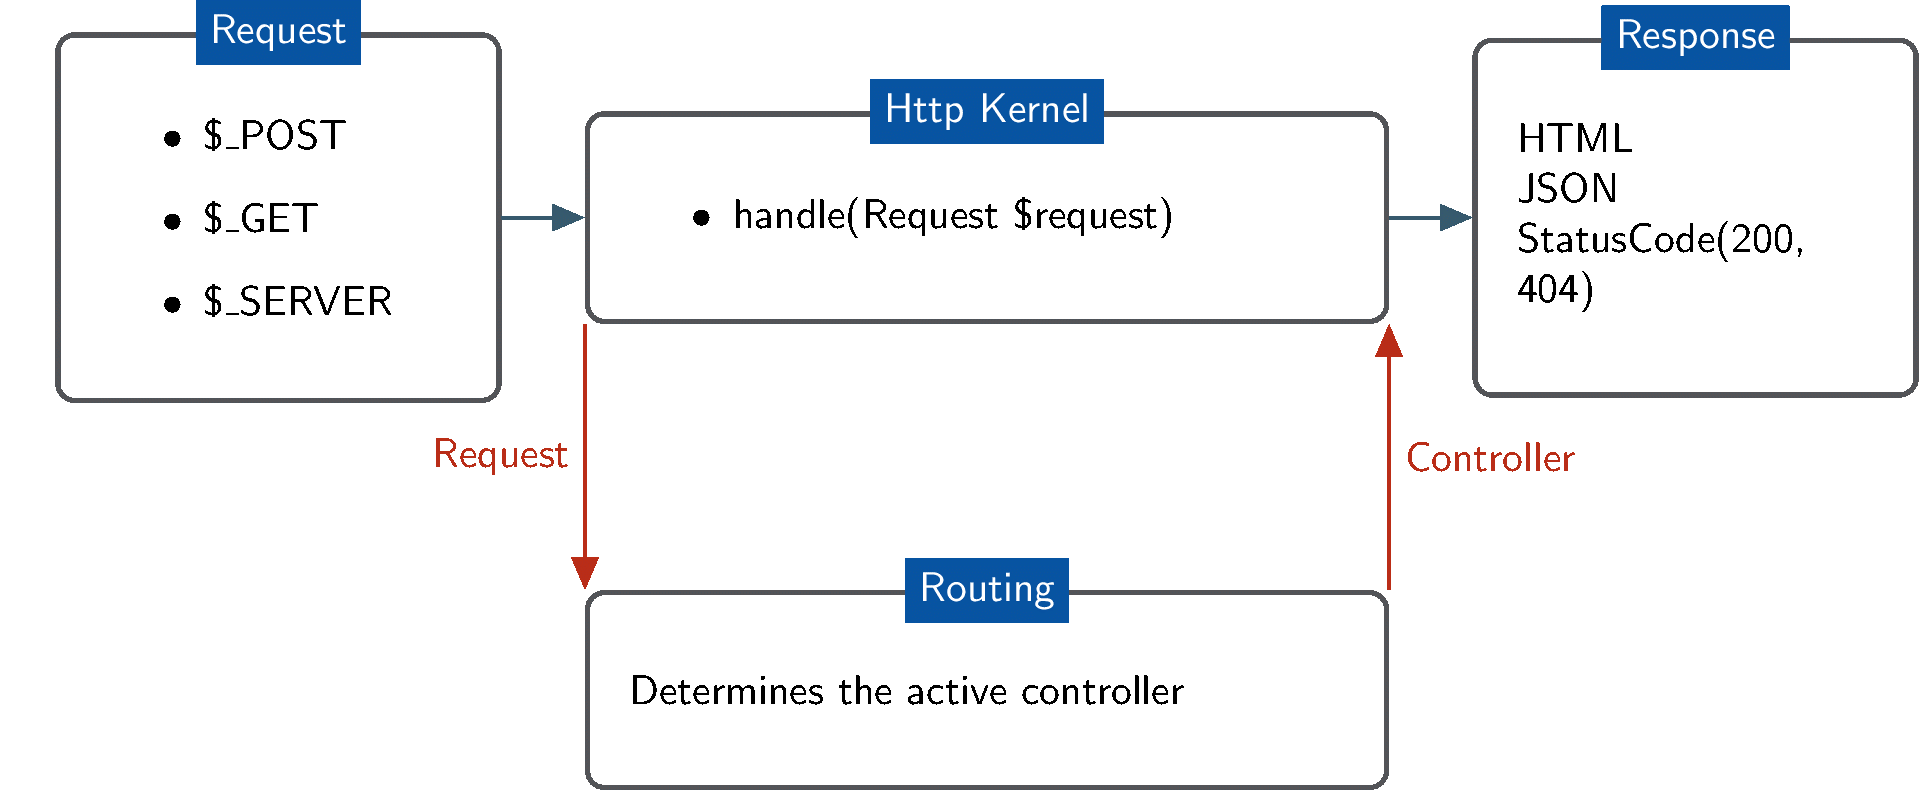 Request
• $_POST
• $_GET
• $_SERVER
Http Kernel
• handle(Request $request)
Response
HTML
JSON
StatusCode(200,
404)
Request
Controller
Routing
Determines the active controller